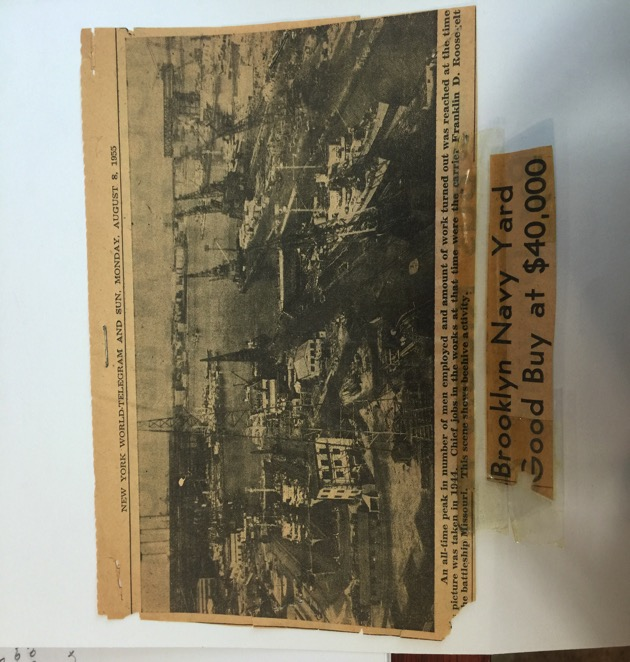 NEW YORK WORLD-TELEGRAM AND SUN, MONDAY, AUGUST 8, 1955
An all-time peak in number of men employed and amount of work turned out was reached at the time
picture was taken in 1944. Chief jobs in the works at that time were the carrier Franklin D. Roosevelt
battleship Missouri. This scene shows beehive activity.
Brooklyn Navy Yard
Good Buy at $40,000